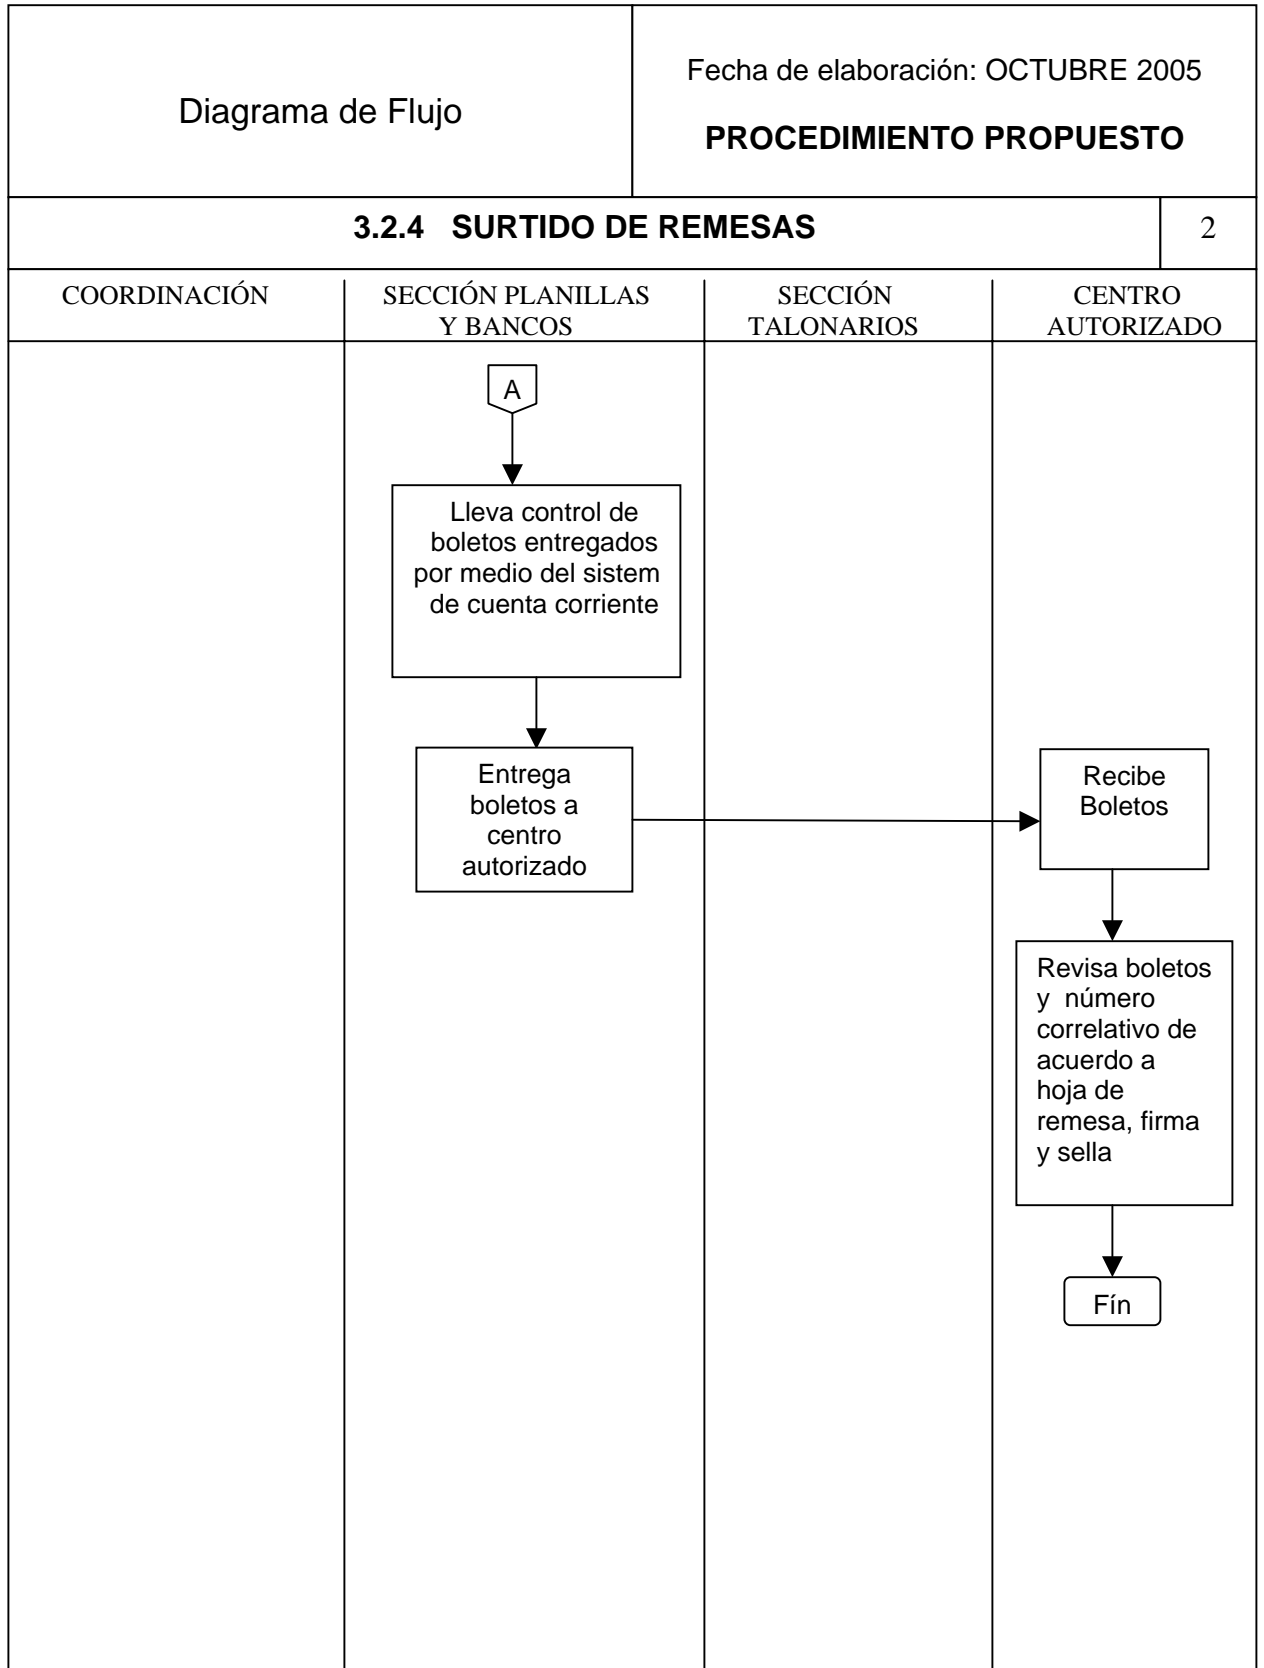 Diagrama de Flujo
Fecha de elaboración: OCTUBRE 2005
PROCEDIMIENTO PROPUESTO
3.2.4 SURTIDO DE REMESAS
2
COORDINACIÓN
SECCIÓN PLANILLAS
Y BANCOS
SECCIÓN
TALONARIOS
CENTRO
AUTORIZADO
A
Lleva control de
boletos entregados
por medio del sistem
de cuenta corriente
Entrega
boletos a
centro
autorizado
Recibe
Boletos
Revisa boletos
y número
correlativo de
acuerdo a
hoja de
remesa, firma
y sella
Fín